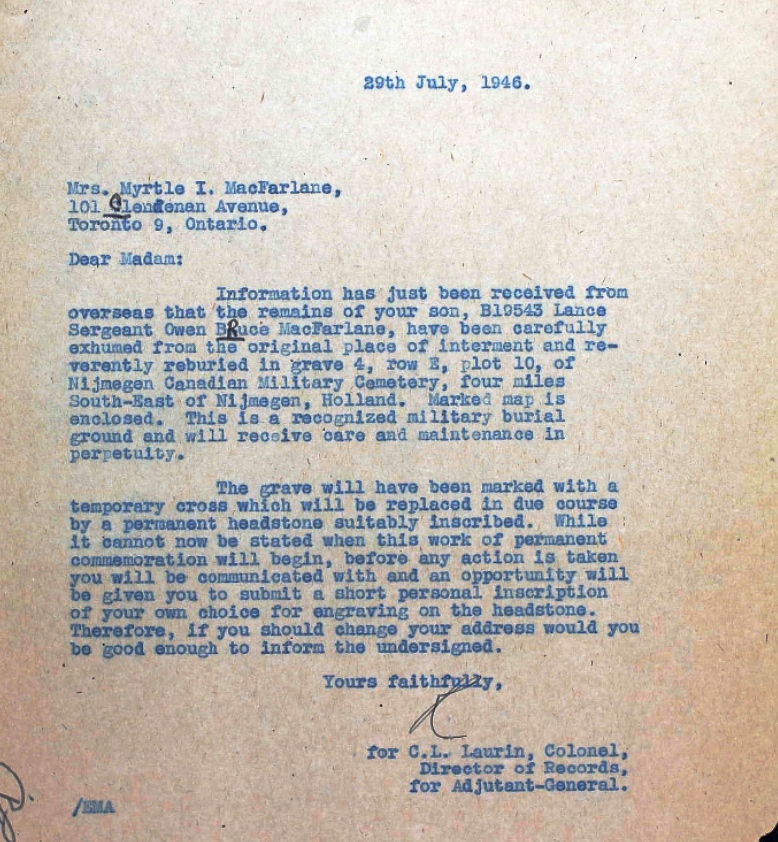 29th July, 1946.
Mrs. Myrtle I. MacFarlane,
101 Clendenan Avenue,
Toronto 9, Ontario.
Dear Madam:
Information has just been received from
overseas that the remains of your son, B19543 Lance
Sergeant Owen BRuce MacFarlane, have been carefully
exhumed from the original place of interment and re-
verently reburied in grave 4, row E, plot 10, of
Nijmegen Canadian Military Cemetery, four miles
South-East of Nijmegen, Holland. Marked map is
enclosed. This is a recognized military burial
ground and will receive care and maintenance in
perpetuity.
The grave will have been marked with a
temporary cross which will be replaced in due course
by a permanent headstone suitably inscribed. While
it cannot now be stated when this work of permanent
commemoration will begin, before any action is taken
you will be communicated with and an opportunity will
be given you to submit a short personal inscription
of your own choice for engraving on the headstone.
Therefore, if you should change your address would you
be good enough to inform the undersigned.
Yours faithfully,
for C.L. Laurin, Colonel,
Director of Records,
for Adjutant-General.
/EMA